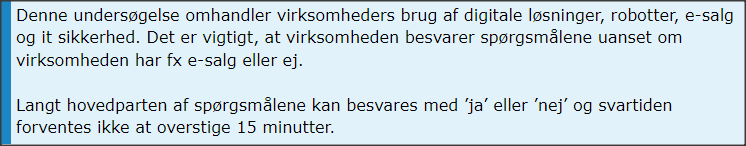 Denne undersøgelse omhandler virksomheders brug af digitale løsninger, robotter, e-salg
og it sikkerhed. Det er vigtigt, at virksomheden besvarer spørgsmålene uanset om
virksomheden har fx e-salg eller ej.
Langt hovedparten af spørgsmålene kan besvares med ’ja’ eller ’nej’ og svartiden
forventes ikke at overstige 15 minutter.